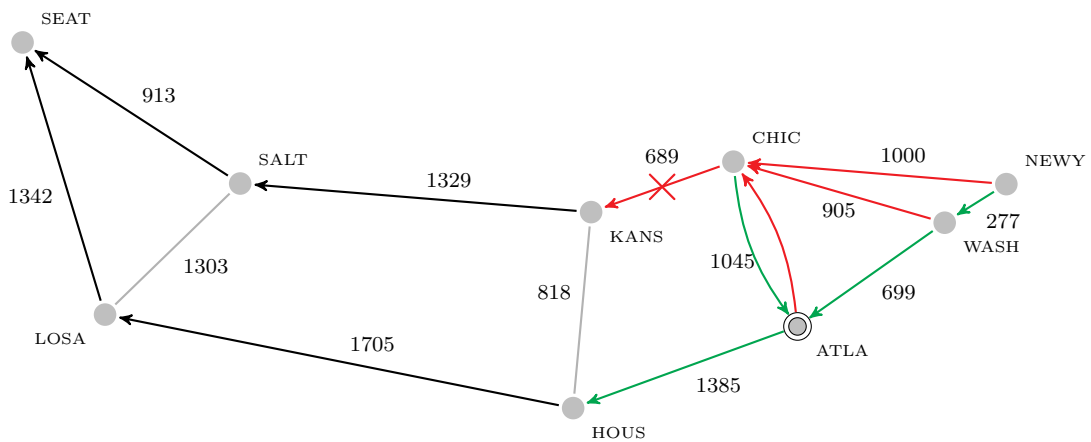 SEAT
913
CHIC
SALT
689
1000
NEWY
1329
1342
905
277
KANS
WASH
1303
1045
818
699
LOSA
1705
ATLA
1385
HOUS